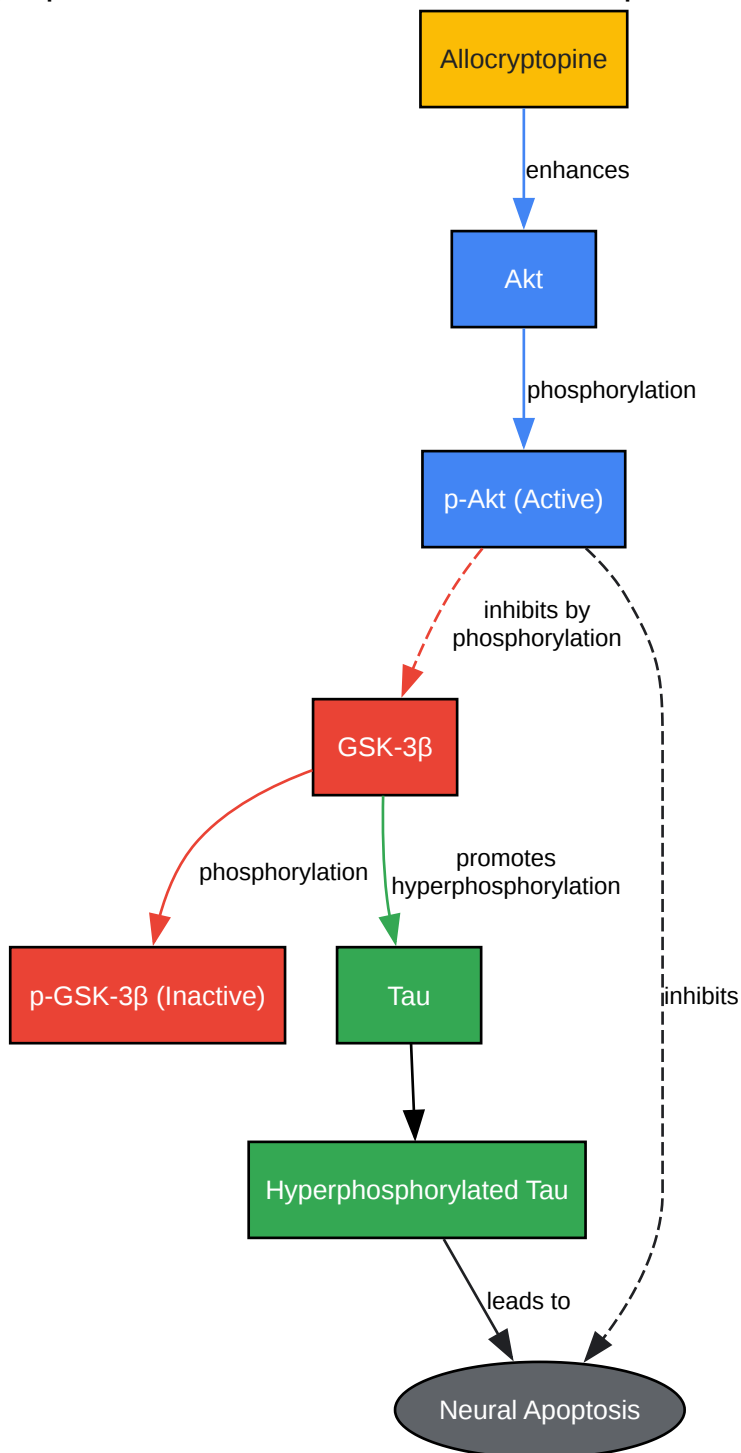 Allocryptopine
enhances
Akt
phosphorylation
p-Akt (Active)
inhibits by
phosphorylation
GSK-3β
phosphorylation
promotes
hyperphosphorylation
p-GSK-3β (Inactive)
Tau
inhibits
Hyperphosphorylated Tau
leads to
Neural Apoptosis